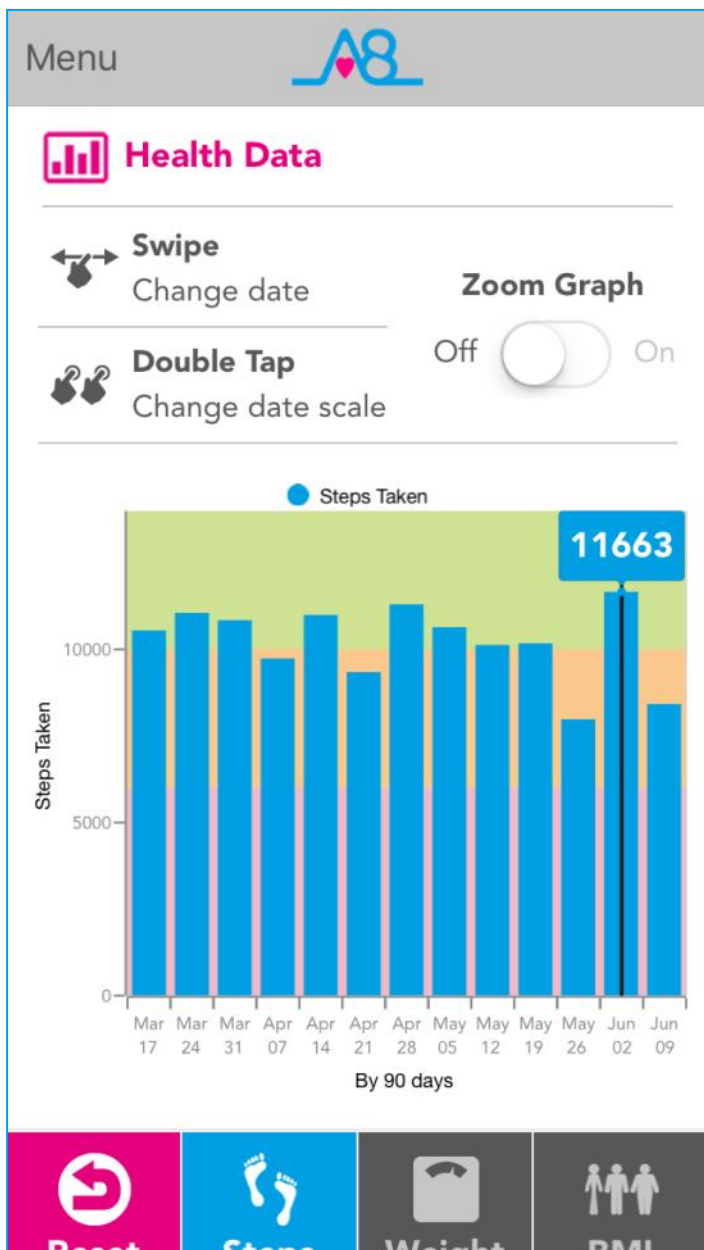 Menu
A8
Health Data
Swipe
Change date
Zoom Graph
Off On
Double Tap
Change date scale
Steps Taken
11663
10000
5000
0
Steps Taken
Mar Mar Mar Apr Apr Apr Apr May May May May Jun Jun
17 24 31 07 14 21 28 05 12 19 26 02 09
By 90 days
Reset Steps Weight BMI